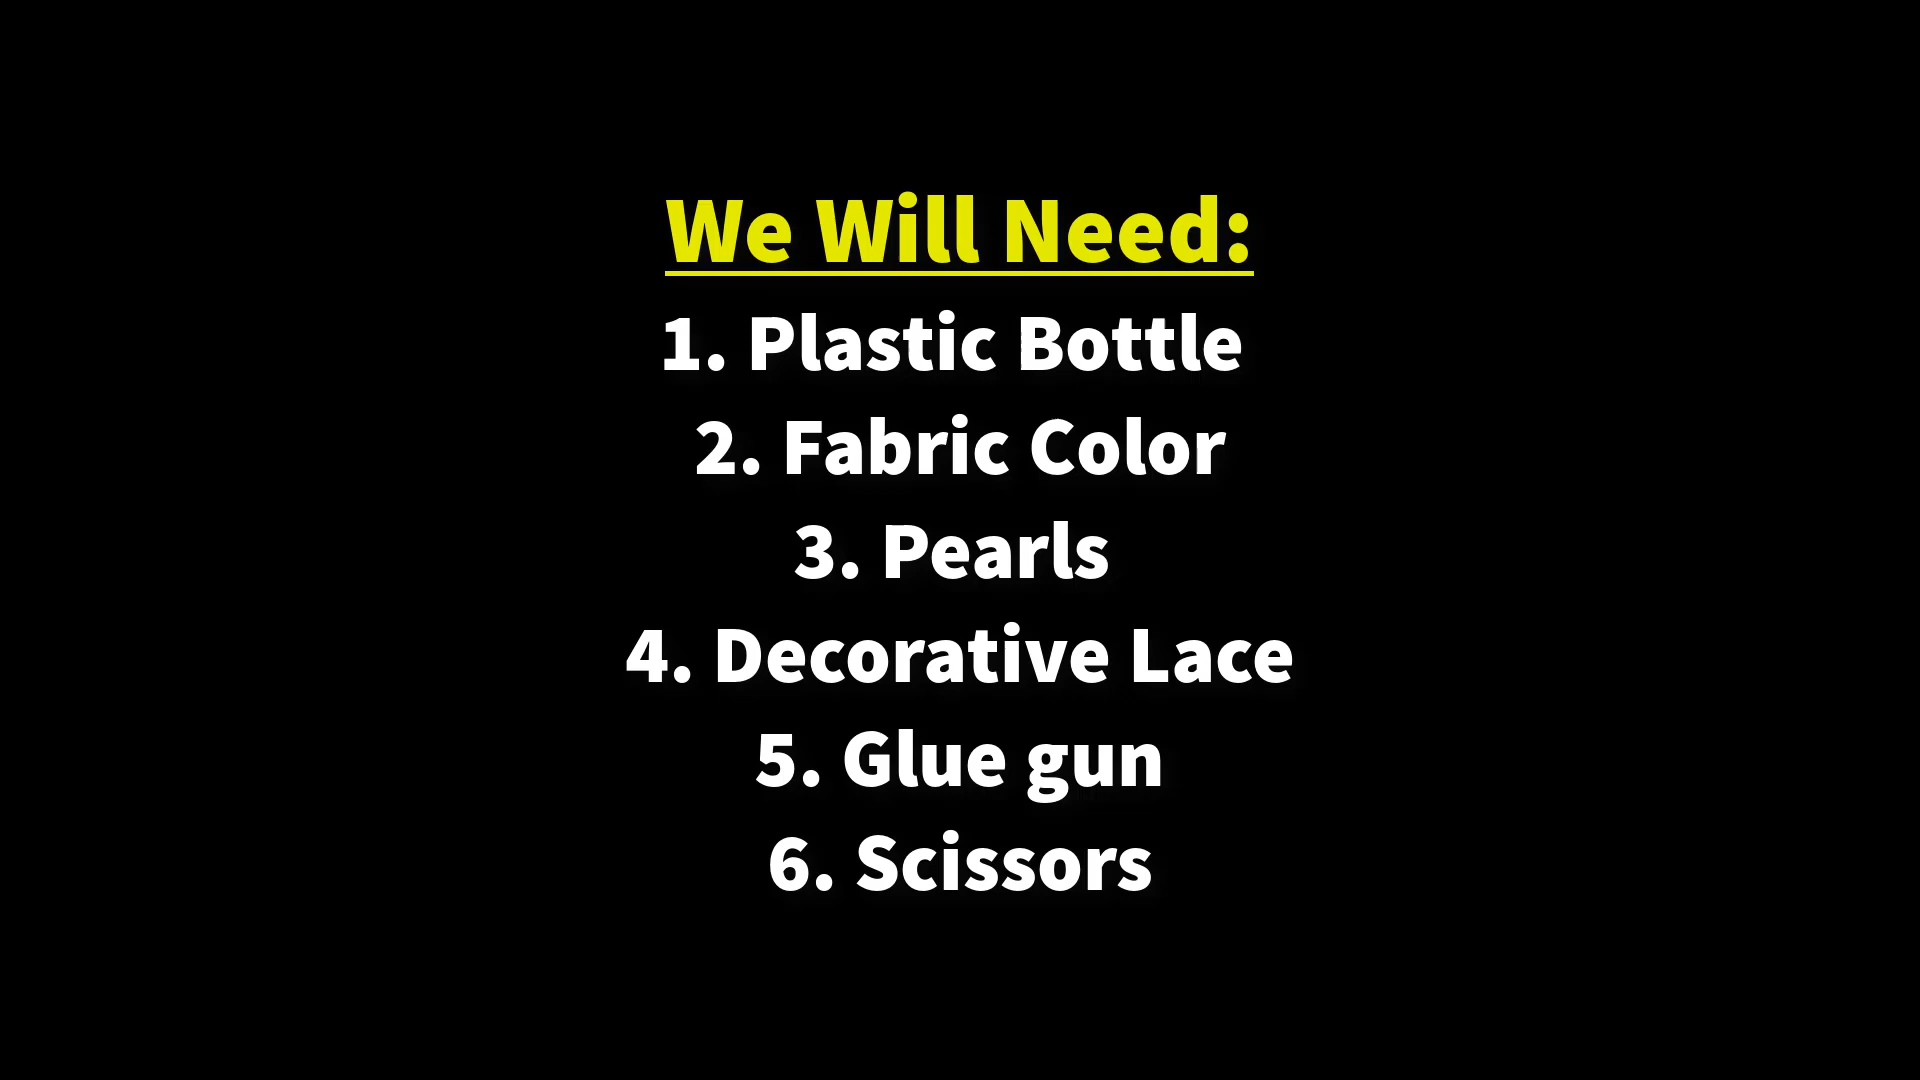 We Will Need:
1. Plastic Bottle
2. Fabric Color
3. Pearls
4. Decorative Lace
5. Glue gun
6. Scissors